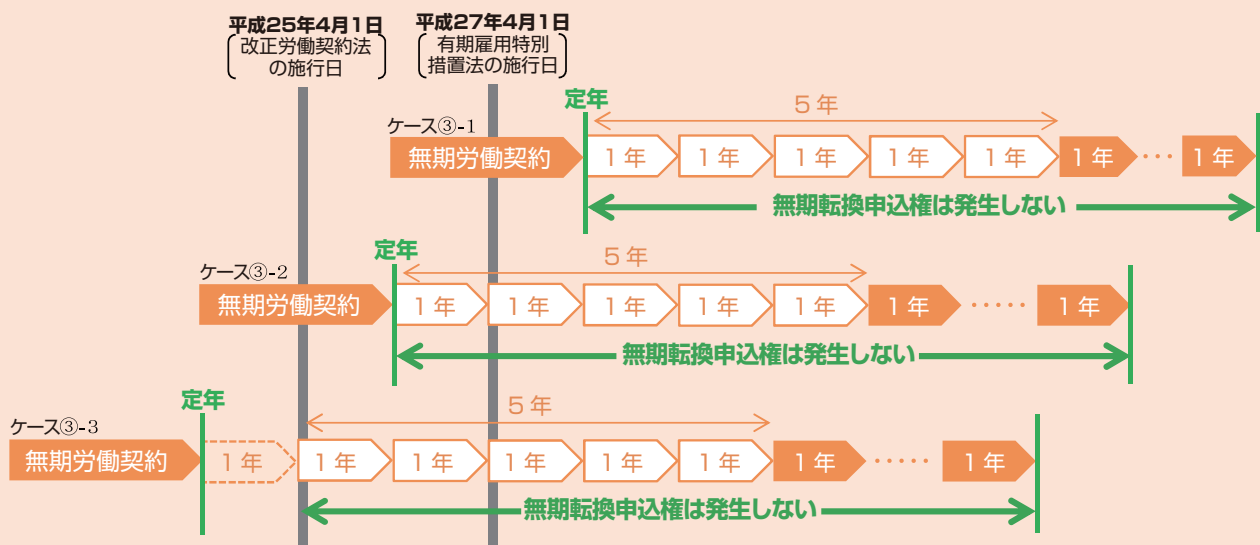 平成25年4月1日
改正労働契約法
の施行日
平成27年4月1日
有期雇用特別
措置法の施行日
ケース③-1
定年
5年
無期労働契約
1年
1年
1年
1年
1年
1年
・・・
1年
無期転換申込権は発生しない
ケース③-2
定年
5年
無期労働契約
1年
1年
1年
1年
1年
1年
・・・・・
1年
無期転換申込権は発生しない
ケース③-3
定年
5年
無期労働契約
1年
1年
1年
1年
1年
1年
1年
・・・・・
1年
無期転換申込権は発生しない